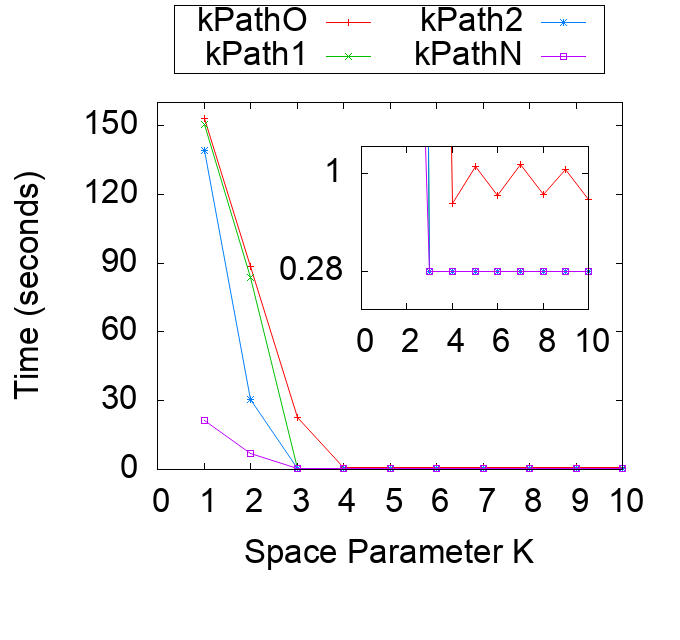 kPathO kPath2
kPath1 kPathN
150
120
90
60
30
0
Time (seconds)
1
0.28
0 2 4 6 8 10
0 1 2 3 4 5 6 7 8 9 10
Space Parameter K